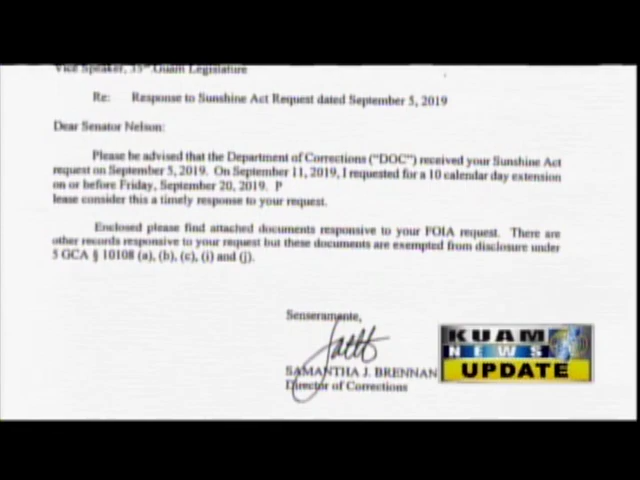 Vice Speaker, 35th Guam Legislature
Re: Response to Sunshine Act Request dated September 5, 2019
Dear Senator Nelson:
Please be advised that the Department of Corrections ("DOC") received your Sunshine Act
request on September 5, 2019. On September 11, 2019, I requested for a 10 calendar day extension
on or before Friday, September 20, 2019. P
lease consider this a timely response to your request.
Enclosed please find attached documents responsive to your FOIA request. There are
other records responsive to your request but these documents are exempted from disclosure under
5 GCA § 10108 (a), (b), (c), (i) and (j).
Senseramente,
SAMANTHA J. BRENNAN
Director of Corrections
KUAM
NEWS
UPDATE